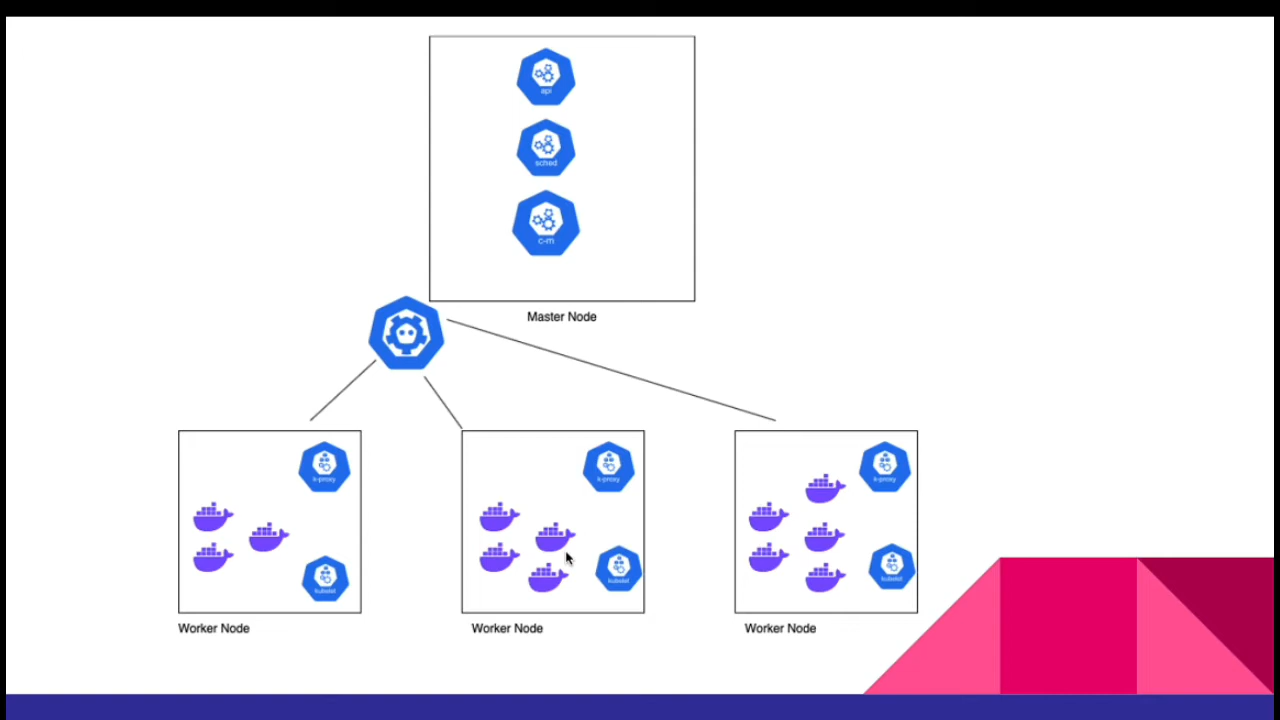 api
sched
c-m
Master Node
k-proxy
k-proxy
k-proxy
kubelet
kubelet
kubelet
Worker Node
Worker Node
Worker Node